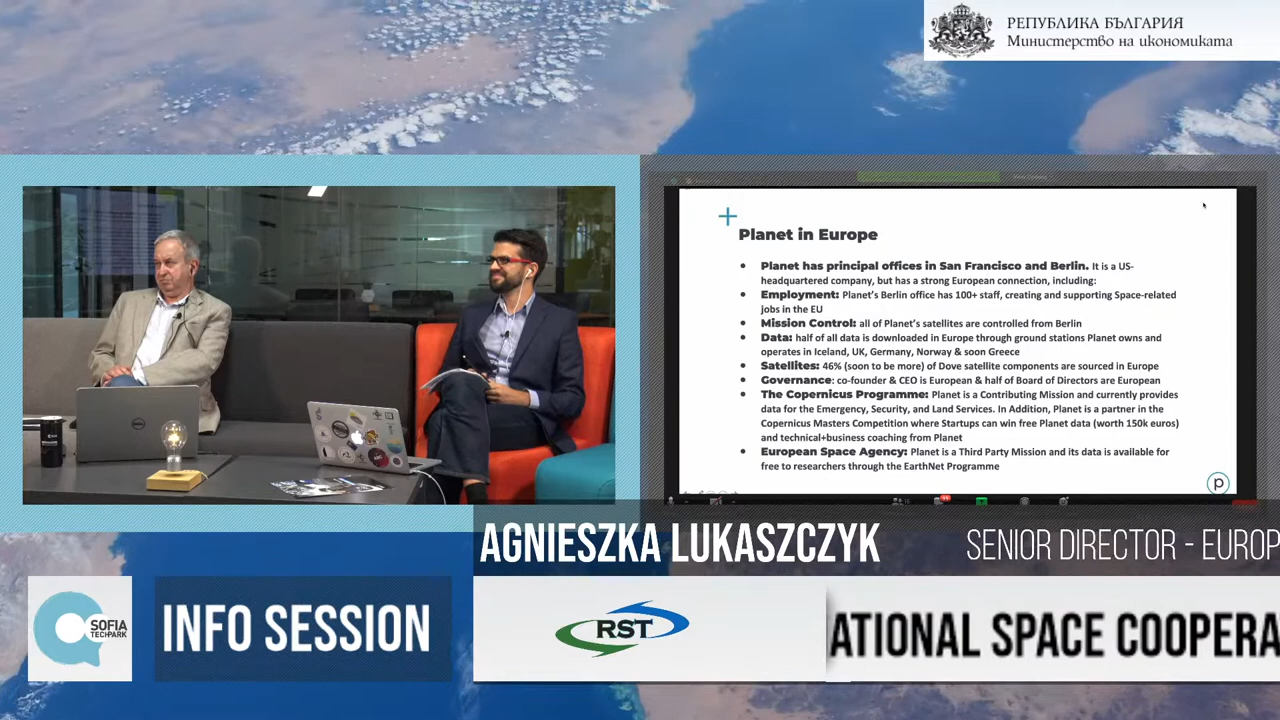 РЕПУБЛИКА БЪЛГАРИЯ
Министерство на икономиката
Planet in Europe
• Planet has principal offices in San Francisco and Berlin. It is a US-
headquartered company, but has a strong European connection, including:
• Employment: Planet's Berlin office has 100+ staff, creating and supporting Space-related
jobs in the EU
• Mission Control: all of Planet's satellites are controlled from Berlin
• Data: half of all data is downloaded in Europe through ground stations Planet owns and
operates in Iceland, UK, Germany, Norway & soon Greece
• Satellites: 46% (soon to be more) of Dove satellite components are sourced in Europe
• Governance: co-founder & CEO is European & half of Board of Directors are European
• The Copernicus Programme: Planet is a Contributing Mission and currently provides
data for the Emergency, Security, and Land Services. In Addition, Planet is a partner in the
Copernicus Masters Competition where Startups can win free Planet data (worth 150k euros)
and technical+business coaching from Planet
• European Space Agency: Planet is a Third Party Mission and its data is available for
free to researchers through the EarthNet Programme
p
DELL
AGNIESZKA LUKASZCZYK
SENIOR DIRECTOR - EUROP
SOFIA
TECHPARK
INFO SESSION
RST
ATIONAL SPACE COOPERA